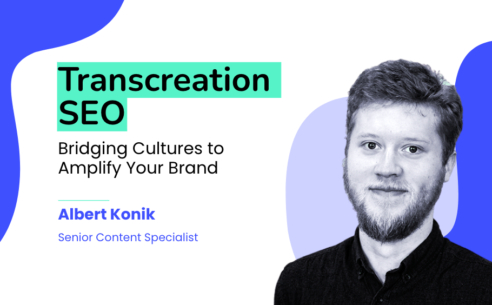 Transcreation
SEO
Bridging Cultures to
Amplify Your Brand
Albert Konik
Senior Content Specialist